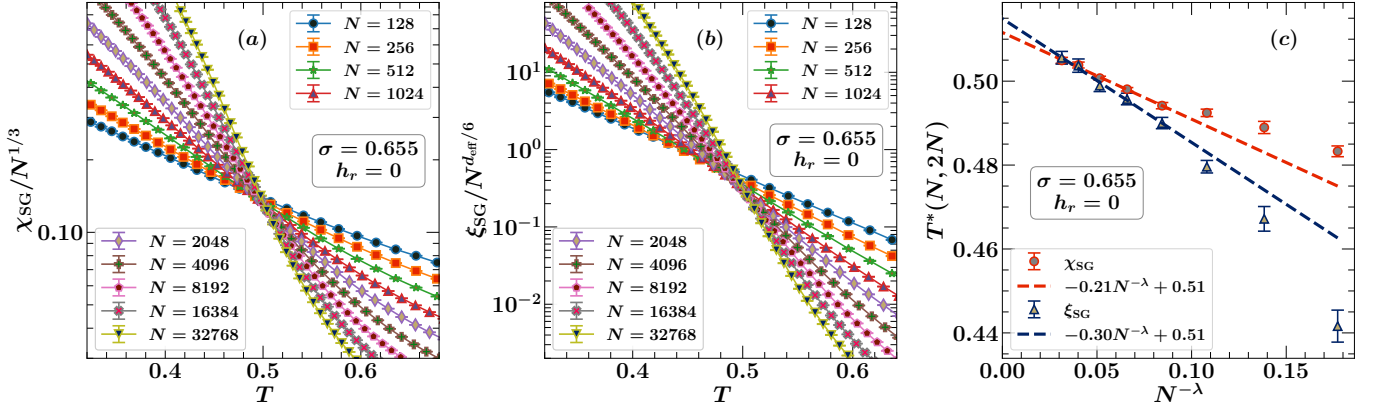 (a)
N = 128
N = 256
N = 512
N = 1024
σ = 0.655
h_r = 0
N = 2048
N = 4096
N = 8192
N = 16384
N = 32768
χ_SG/N^{1/3}
0.10
0.4
0.5
0.6
T
(b)
N = 128
N = 256
N = 512
N = 1024
σ = 0.655
h_r = 0
N = 2048
N = 4096
N = 8192
N = 16384
N = 32768
ξ_SG/N^{d_eff/6}
10^1
10^0
10^{-1}
10^{-2}
0.4
0.5
0.6
T
(c)
σ = 0.655
h_r = 0
χ_SG
−0.21N^{−λ} + 0.51
ξ_SG
−0.30N^{−λ} + 0.51
T*(N, 2N)
0.50
0.48
0.46
0.44
0.00
0.05
0.10
0.15
N^{−λ}